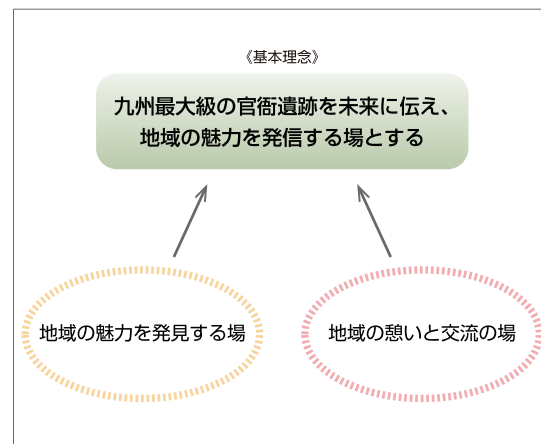 《基本理念》
九州最大級の官衙遺跡を未来に伝え、
地域の魅力を発信する場とする
地域の魅力を発見する場
地域の憩いと交流の場